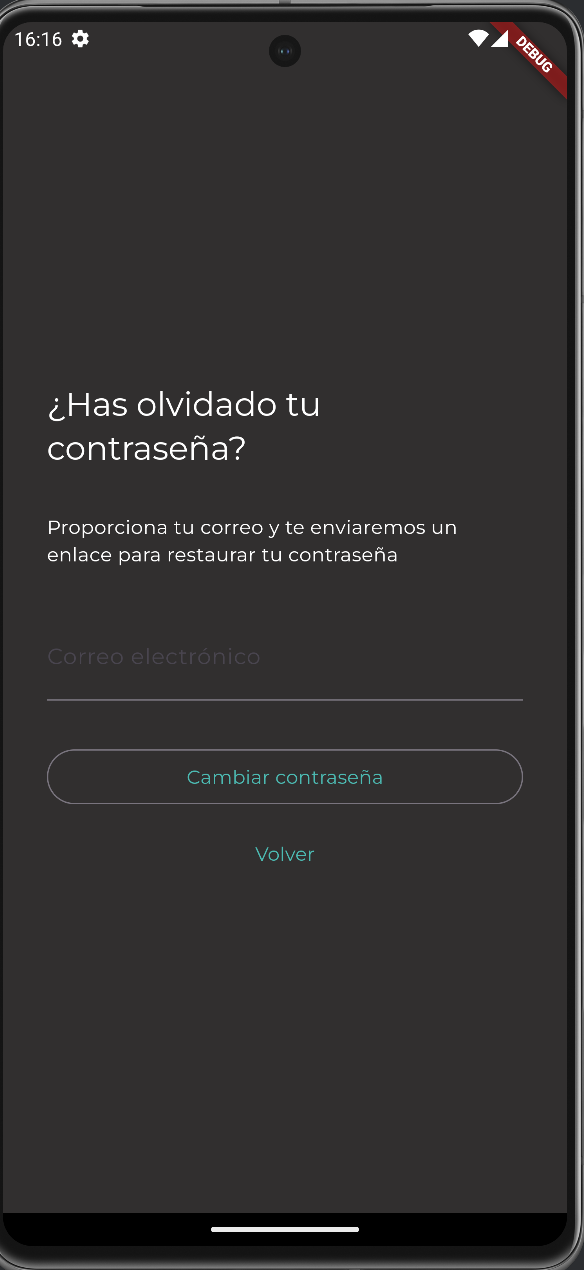 16:16
DEBUG
¿Has olvidado tu
contraseña?
Proporciona tu correo y te enviaremos un
enlace para restaurar tu contraseña
Correo electrónico
Cambiar contraseña
Volver